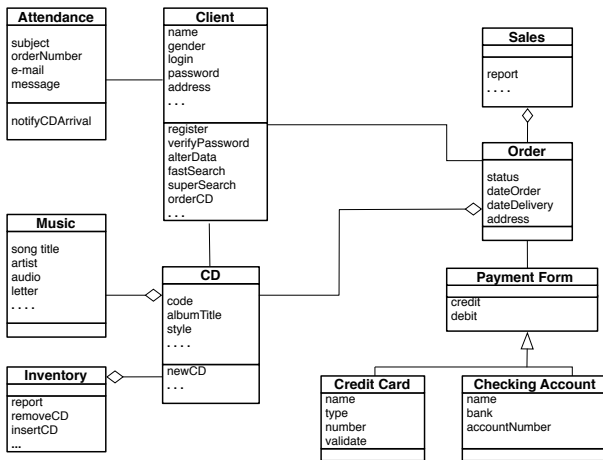 Attendance
subject
orderNumber
e-mail
message
notifyCDArrival
Client
name
gender
login
password
address
. . .
register
verifyPassword
alterData
fastSearch
superSearch
orderCD
. . .
Sales
report
. . . .
Order
status
dateOrder
dateDelivery
address
Music
song title
artist
audio
letter
. . . .
CD
code
albumTitle
style
. . . .
newCD
. . .
Payment Form
credit
debit
Inventory
report
removeCD
insertCD
...
Credit Card
name
type
number
validate
Checking Account
name
bank
accountNumber